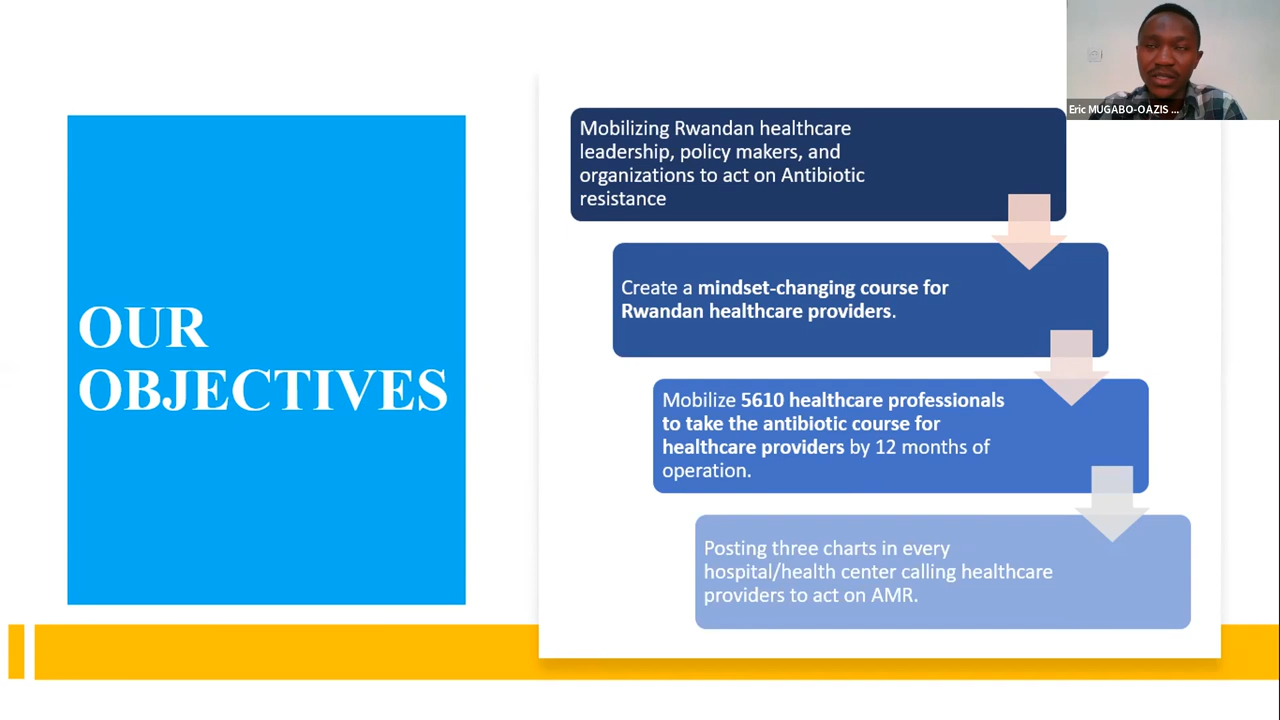 Eric MUGABO-OAZIS ...
OUR
OBJECTIVES
Mobilizing Rwandan healthcare
leadership, policy makers, and
organizations to act on Antibiotic
resistance
Create a mindset-changing course for
Rwandan healthcare providers.
Mobilize 5610 healthcare professionals
to take the antibiotic course for
healthcare providers by 12 months of
operation.
Posting three charts in every
hospital/health center calling healthcare
providers to act on AMR.